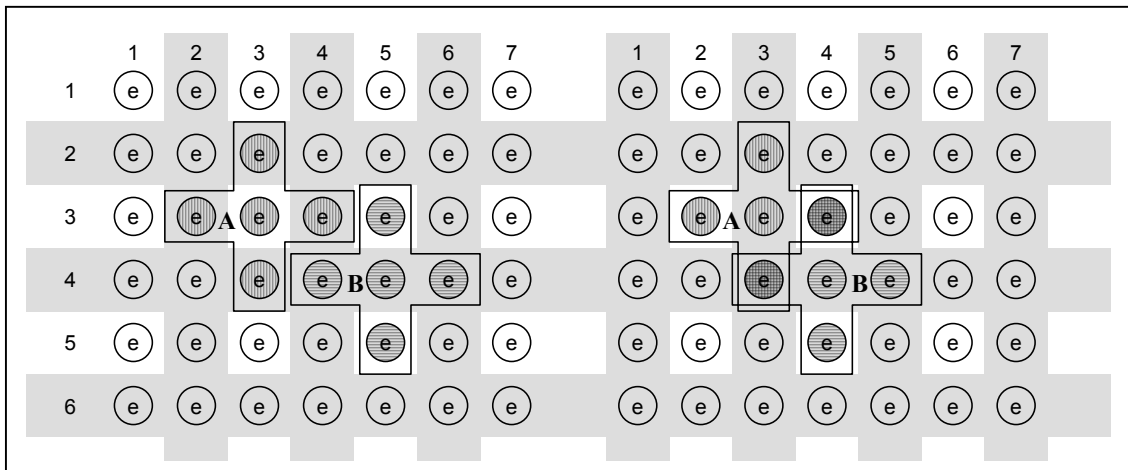 1 2 3 4 5 6 7 1 2 3 4 5 6 7
1 e e e e e e e e e e e e e e
2 e e e e e e e e e e e e e e
3 e e A e e e e e e A e e e e e
4 e e e e B e e e e e e e B e e e
5 e e e e e e e e e e e e e e
6 e e e e e e e e e e e e e e